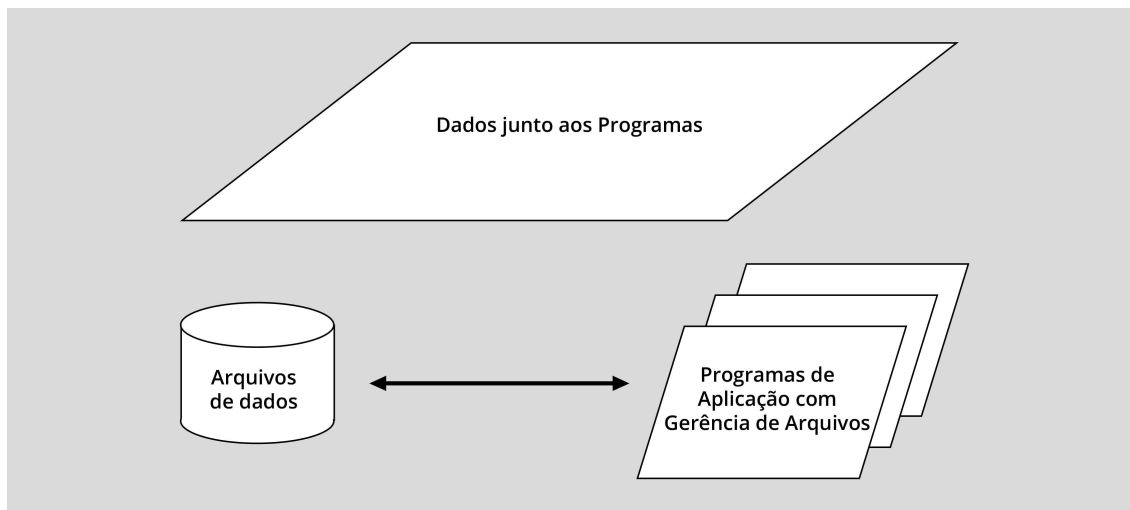 Dados junto aos Programas
Arquivos
de dados
Programas de
Aplicação com
Gerência de Arquivos